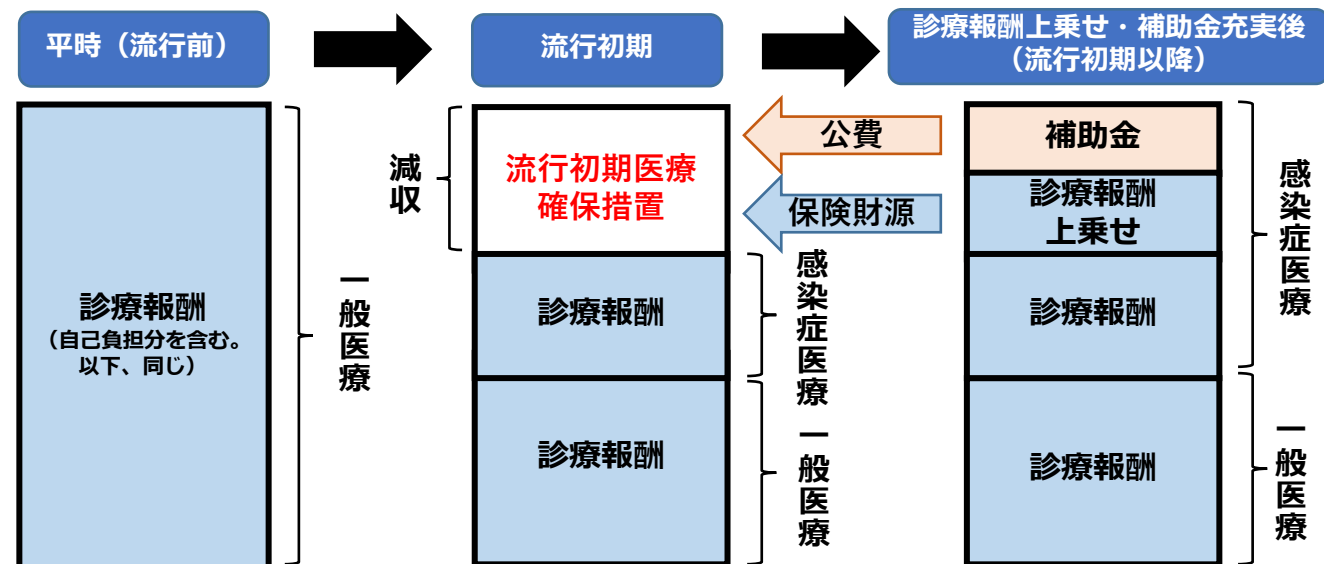 平時（流行前）
流行初期
診療報酬上乗せ・補助金充実後
（流行初期以降）
診療報酬
（自己負担分を含む。
以下、同じ）
一般医療
減収
流行初期医療
確保措置
診療報酬
診療報酬
感染症医療
一般医療
公費
保険財源
補助金
診療報酬
上乗せ
診療報酬
診療報酬
感染症医療
一般医療